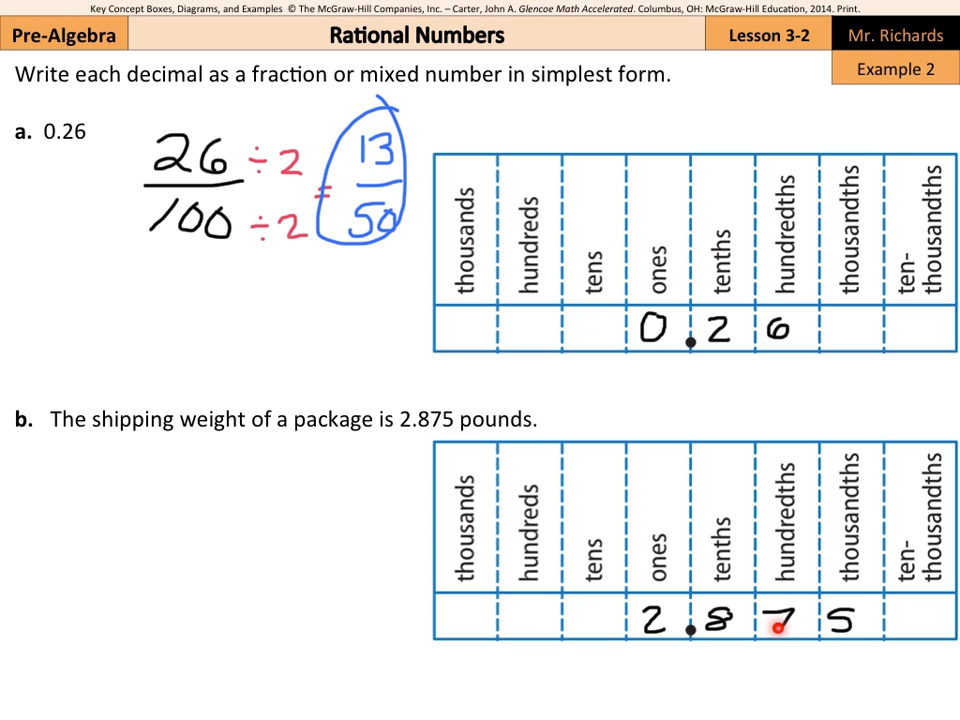 Key Concept Boxes, Diagrams, and Examples © The McGraw-Hill Companies, Inc. – Carter, John A. Glencoe Math Accelerated. Columbus, OH: McGraw-Hill Education, 2014. Print.
Pre-Algebra Rational Numbers Lesson 3-2 Mr. Richards
Example 2
Write each decimal as a fraction or mixed number in simplest form.
a. 0.26
26 ÷ 2 = 13
100 ÷ 2 50
thousands hundreds tens ones tenths hundredths thousandths ten-thousandths
0 . 2 6
b. The shipping weight of a package is 2.875 pounds.
thousands hundreds tens ones tenths hundredths thousandths ten-thousandths
2 . 8 7 5